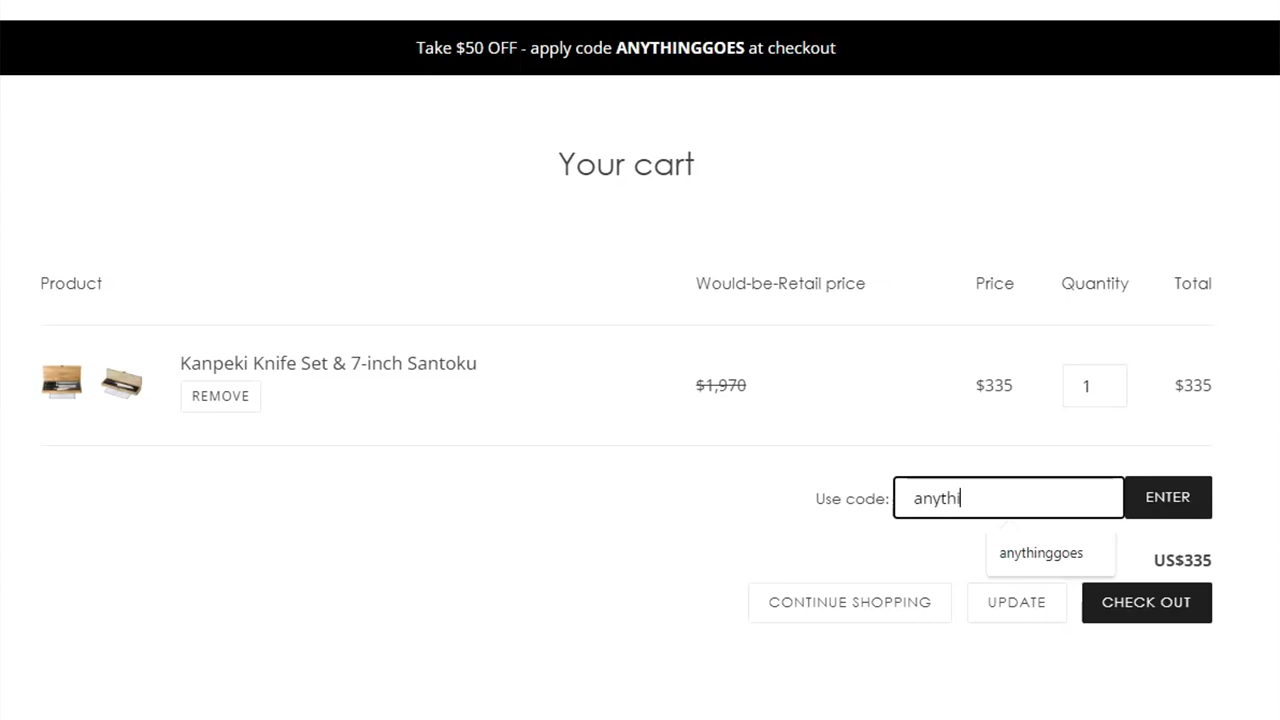 Take $50 OFF - apply code ANYTHINGGOES at checkout
Your cart
Product Would-be-Retail price Price Quantity Total
Kanpeki Knife Set & 7-inch Santoku
REMOVE
$1,970 $335 1 $335
Use code: anythi ENTER
anythinggoes
US$335
CONTINUE SHOPPING UPDATE CHECK OUT